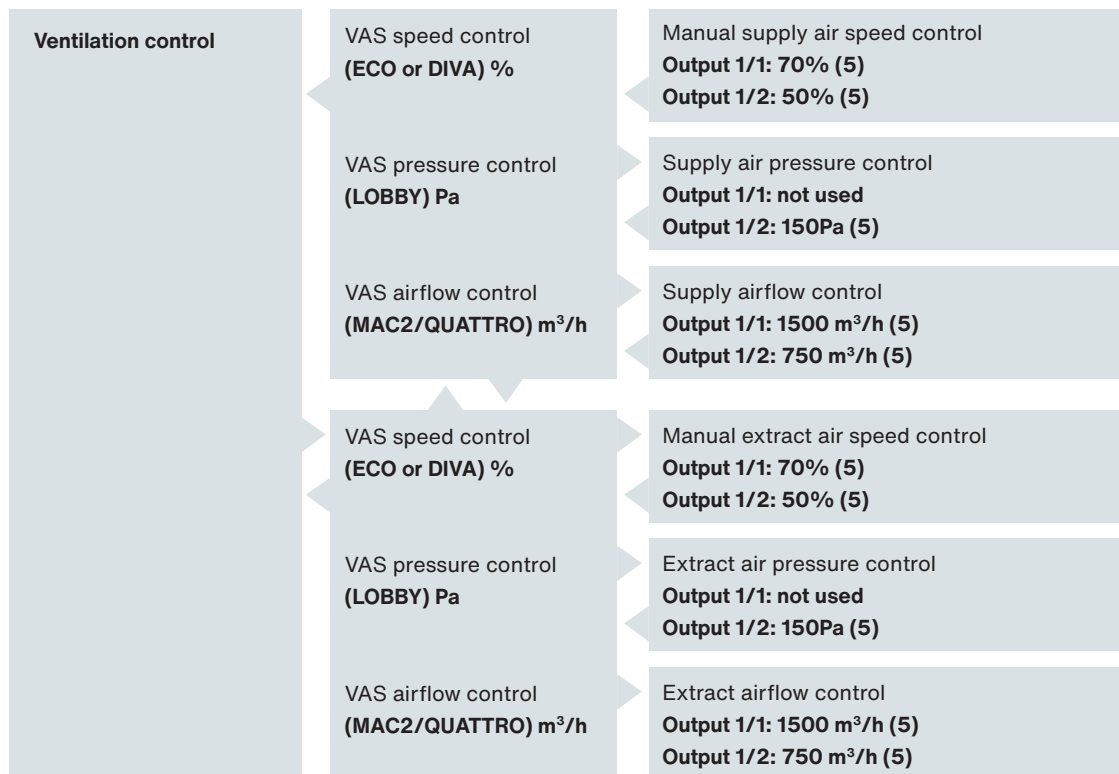 Ventilation control
VAS speed control
(ECO or DIVA) %
Manual supply air speed control
Output 1/1: 70% (5)
Output 1/2: 50% (5)
VAS pressure control
(LOBBY) Pa
Supply air pressure control
Output 1/1: not used
Output 1/2: 150Pa (5)
VAS airflow control
(MAC2/QUATTRO) m³/h
Supply airflow control
Output 1/1: 1500 m³/h (5)
Output 1/2: 750 m³/h (5)
VAS speed control
(ECO or DIVA) %
Manual extract air speed control
Output 1/1: 70% (5)
Output 1/2: 50% (5)
VAS pressure control
(LOBBY) Pa
Extract air pressure control
Output 1/1: not used
Output 1/2: 150Pa (5)
VAS airflow control
(MAC2/QUATTRO) m³/h
Extract airflow control
Output 1/1: 1500 m³/h (5)
Output 1/2: 750 m³/h (5)